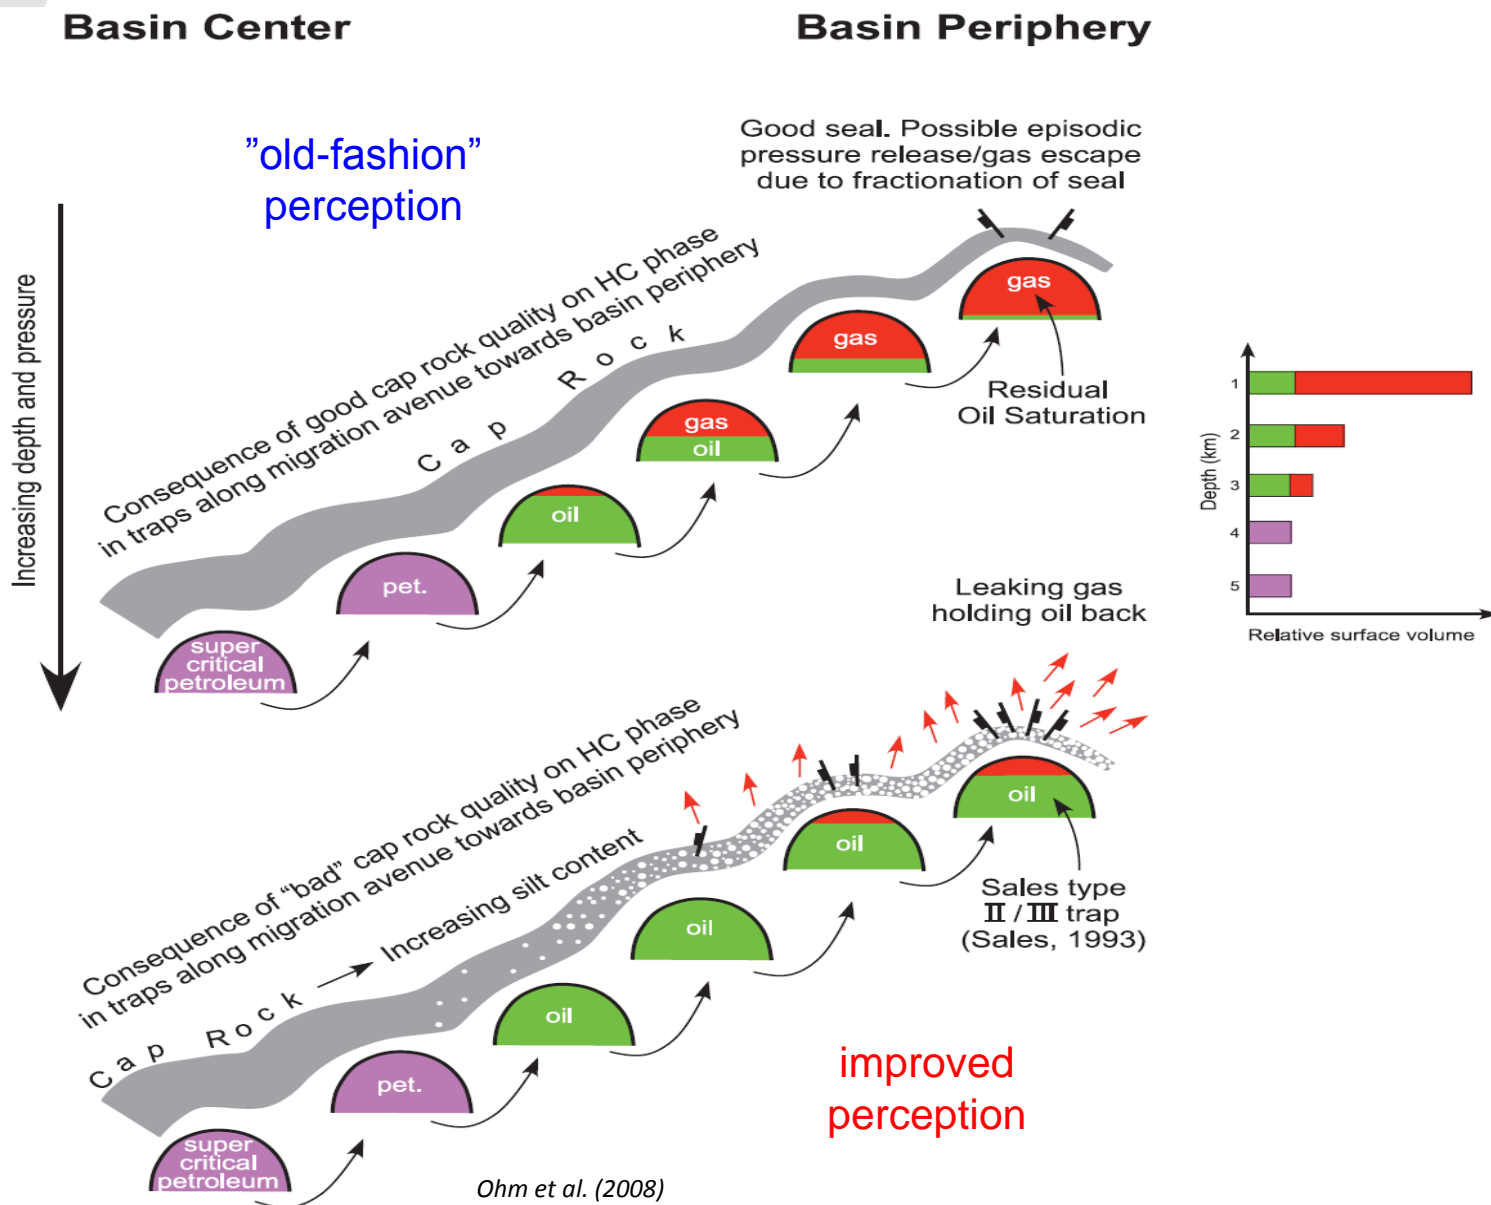 Basin Center
Basin Periphery
"old-fashion"
perception
Good seal. Possible episodic
pressure release/gas escape
due to fractionation of seal
Increasing depth and pressure
Consequence of good cap rock quality on HC phase
in traps along migration avenue towards basin periphery
Cap Rock
gas
Residual
Oil Saturation
gas
gas
oil
oil
pet.
super
critical
petroleum
Depth (km)
1
2
3
4
5
Relative surface volume
Leaking gas
holding oil back
Consequence of "bad" cap rock quality on HC phase
in traps along migration avenue towards basin periphery
Cap Rock
Increasing silt content
oil
oil
oil
oil
pet.
super
critical
petroleum
Sales type
II / III trap
(Sales, 1993)
improved
perception
Ohm et al. (2008)